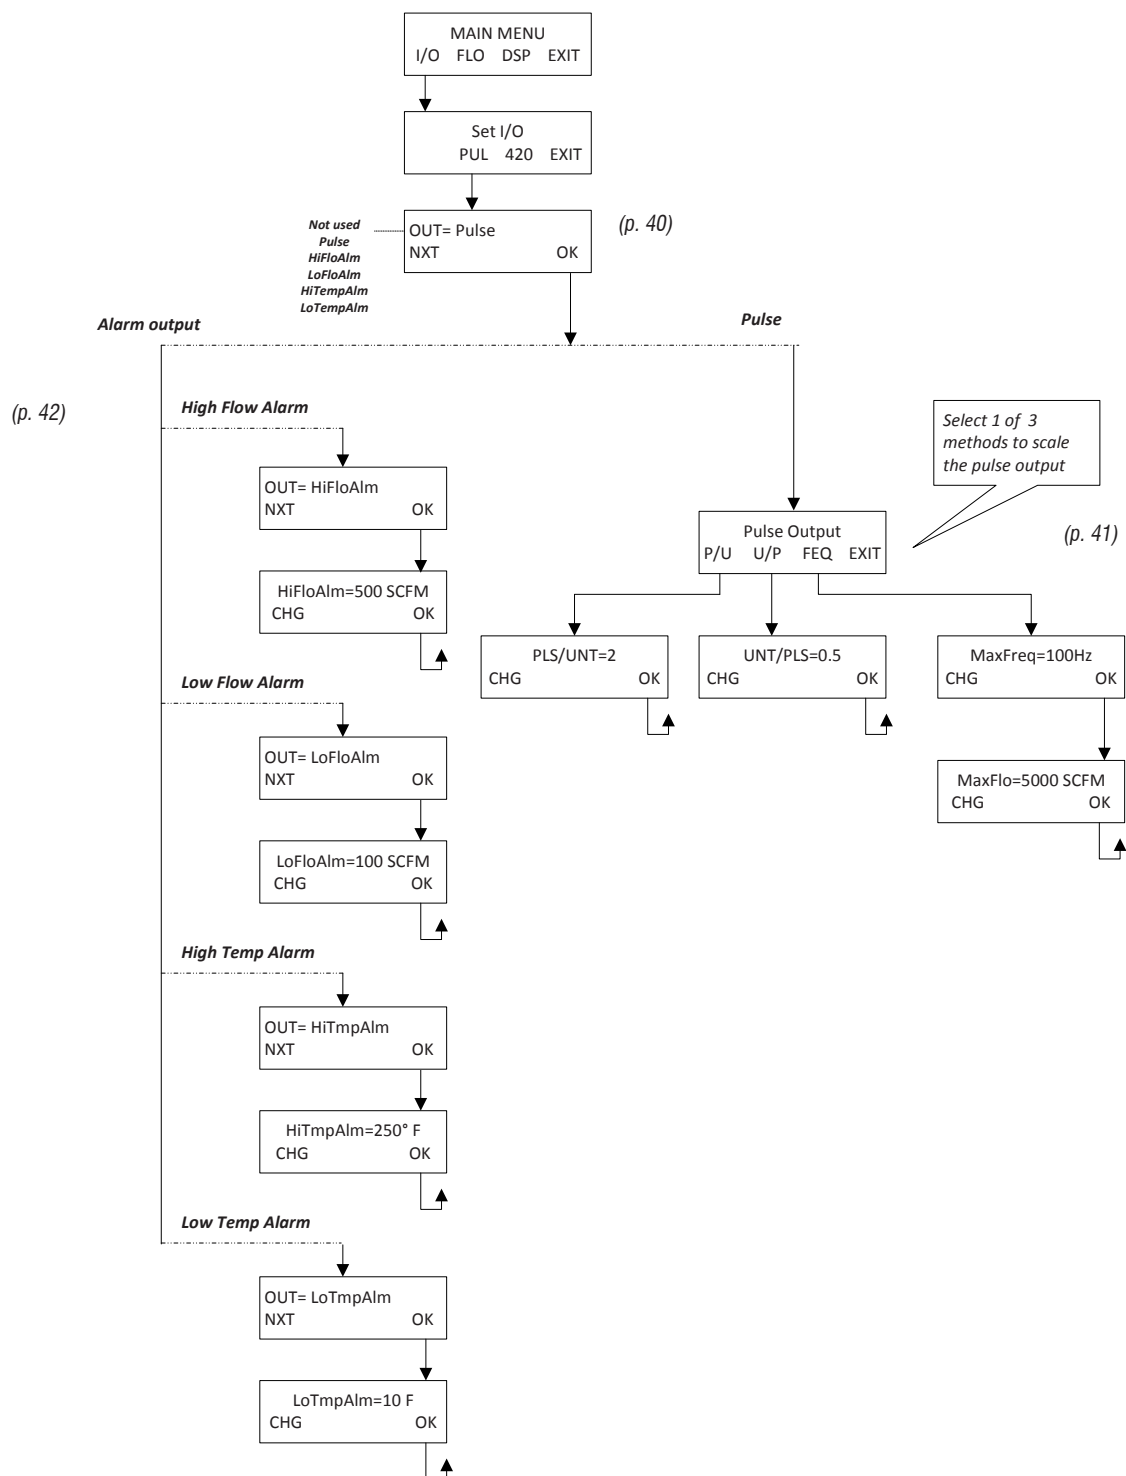 MAIN MENU
I/O FLO DSP EXIT
Set I/O
PUL 420 EXIT
OUT= Pulse
NXT OK
(p. 40)
Not used
Pulse
HiFloAlm
LoFloAlm
HiTempAlm
LoTempAlm
Alarm output
Pulse
(p. 42)
High Flow Alarm
OUT= HiFloAlm
NXT OK
HiFloAlm=500 SCFM
CHG OK
Low Flow Alarm
OUT= LoFloAlm
NXT OK
LoFloAlm=100 SCFM
CHG OK
High Temp Alarm
OUT= HiTmpAlm
NXT OK
HiTmpAlm=250° F
CHG OK
Low Temp Alarm
OUT= LoTmpAlm
NXT OK
LoTmpAlm=10 F
CHG OK
Select 1 of 3
methods to scale
the pulse output
(p. 41)
Pulse Output
P/U U/P FEQ EXIT
PLS/UNT=2
CHG OK
UNT/PLS=0.5
CHG OK
MaxFreq=100Hz
CHG OK
MaxFlo=5000 SCFM
CHG OK